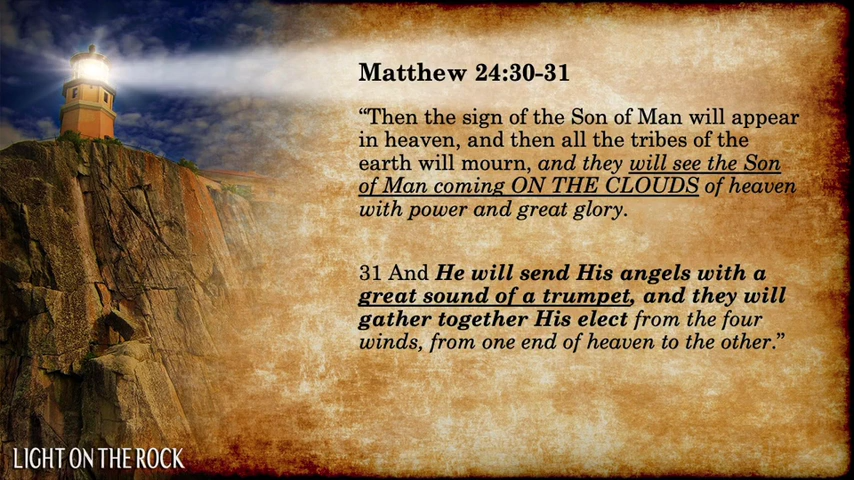 Matthew 24:30-31
“Then the sign of the Son of Man will appear
in heaven, and then all the tribes of the
earth will mourn, and they will see the Son
of Man coming ON THE CLOUDS of heaven
with power and great glory.
31 And He will send His angels with a
great sound of a trumpet, and they will
gather together His elect from the four
winds, from one end of heaven to the other.”
LIGHT ON THE ROCK